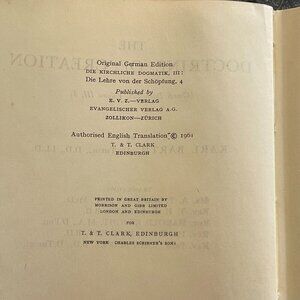 Original German Edition
DIE KIRCHLICHE DOGMATIK, III:
Die Lehre von der Schöpfung, 4
Published by
E. V. Z.—VERLAG
EVANGELISCHER VERLAG A.G.
ZOLLIKON—ZÜRICH
Authorised English Translation © 1961
T. & T. CLARK,
EDINBURGH
PRINTED IN GREAT BRITAIN BY
MORRISON AND GIBB LIMITED
LONDON AND EDINBURGH
FOR
T. & T. CLARK, EDINBURGH
NEW YORK: CHARLES SCRIBNER'S SONS